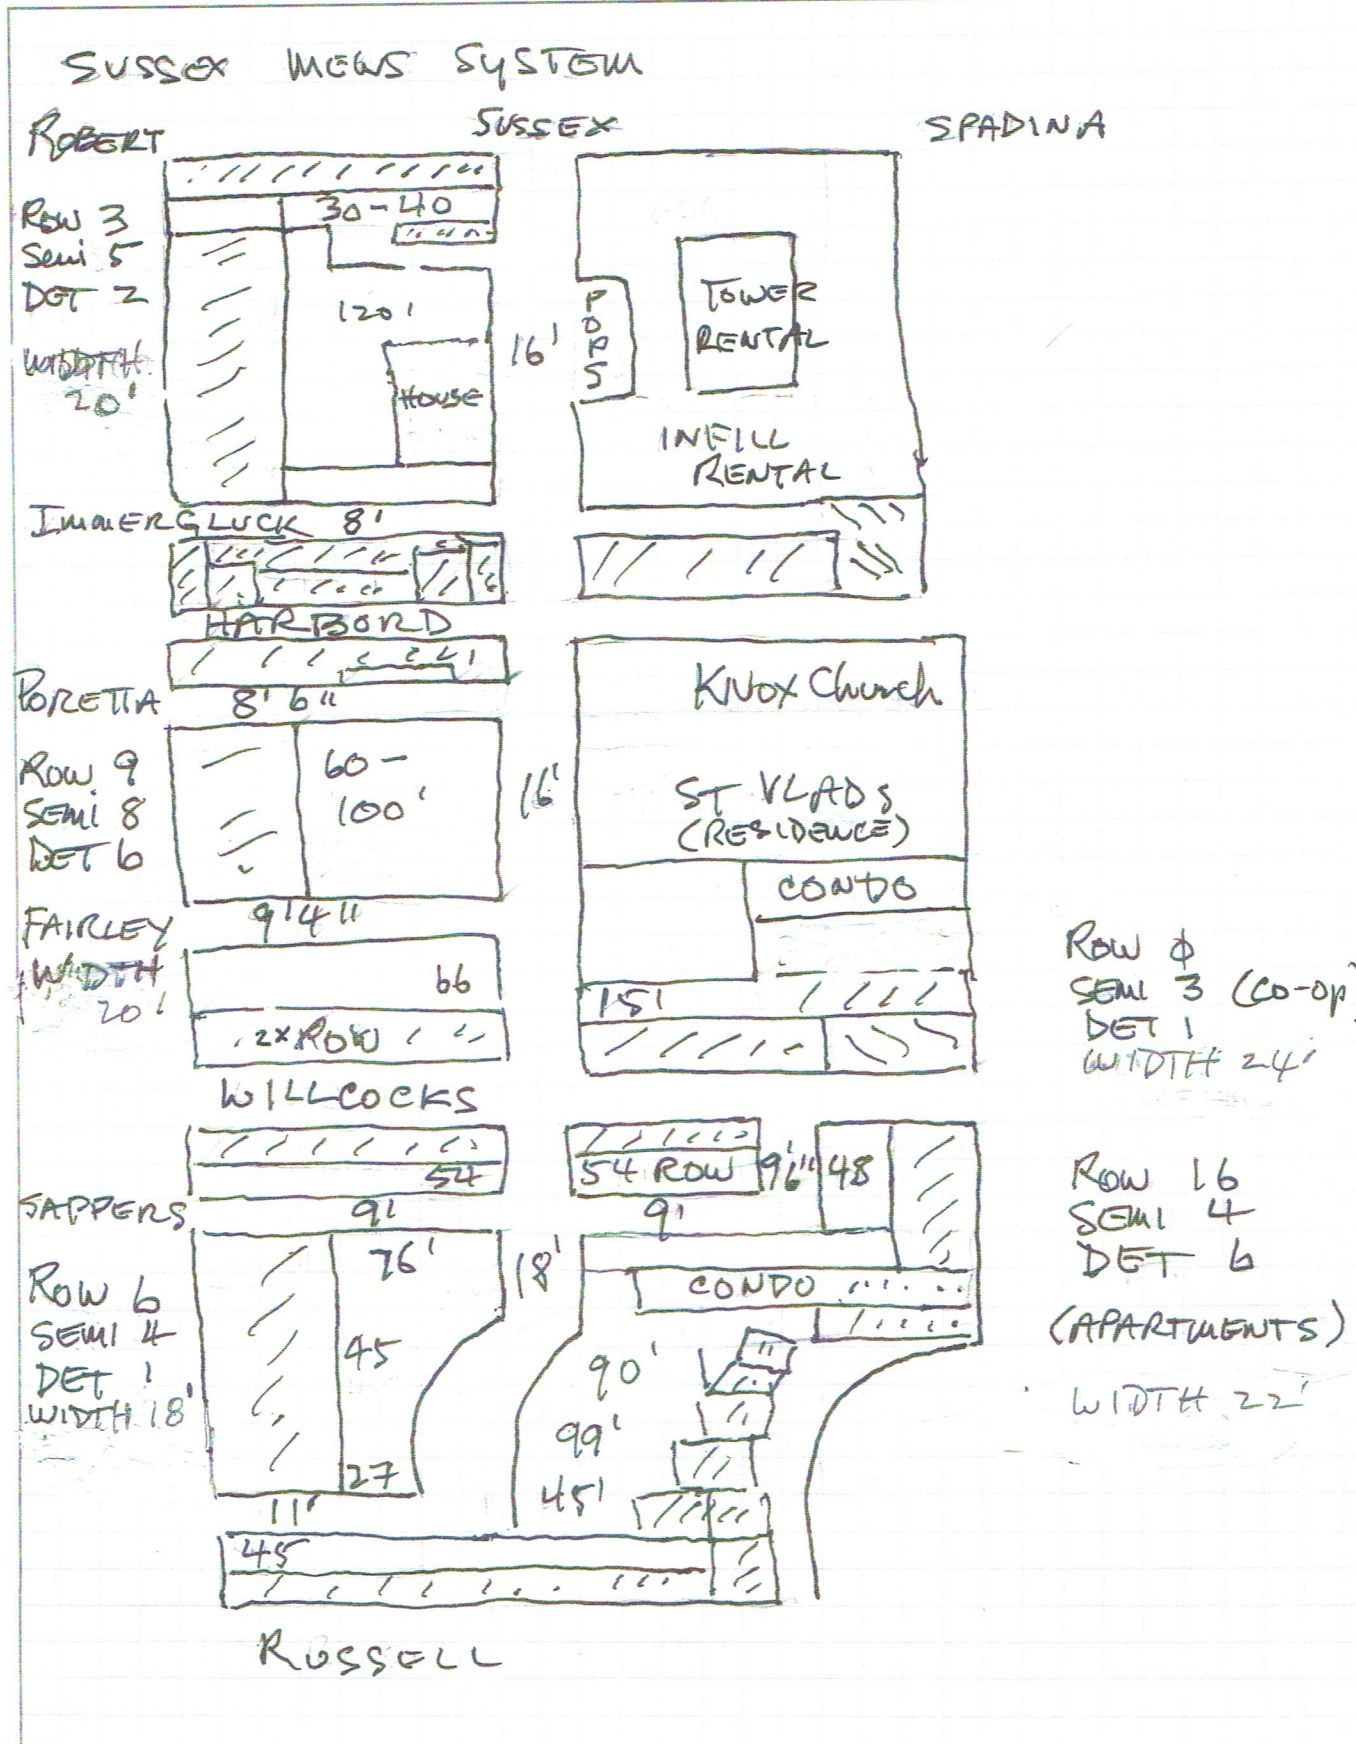 SUSSEX MEWS SYSTEM
ROBERT
SUSSEX
SPADINA
ROW 3
Semi 5
DET 2
WIDTH
20'
30-40
120'
HOUSE
16'
POPS
TOWER
RENTAL
INFILL
RENTAL
IMMERGLUCK 8'
HARBORD
PORETTA 8' 6"
ROW 9
SEMI 8
DET 6
60-
100'
16'
KNOX Church
ST VLADS
(RESIDENCE)
CONDO
FAIRLEY 9'4"
WIDTH
20'
66
2x ROW
15'
ROW ϕ
SEMI 3 (CO-OP)
DET 1
WIDTH 24'
WILLCOCKS
54
54 ROW
9'6"
48
SAPPERS 9'
9'
ROW 6
SEMI 4
DET 1
WIDTH 18'
76'
45
27
18'
CONDO
90'
99'
45'
ROW 16
SEMI 4
DET 6
(APARTMENTS)
WIDTH 22'
11'
45
RUSSELL